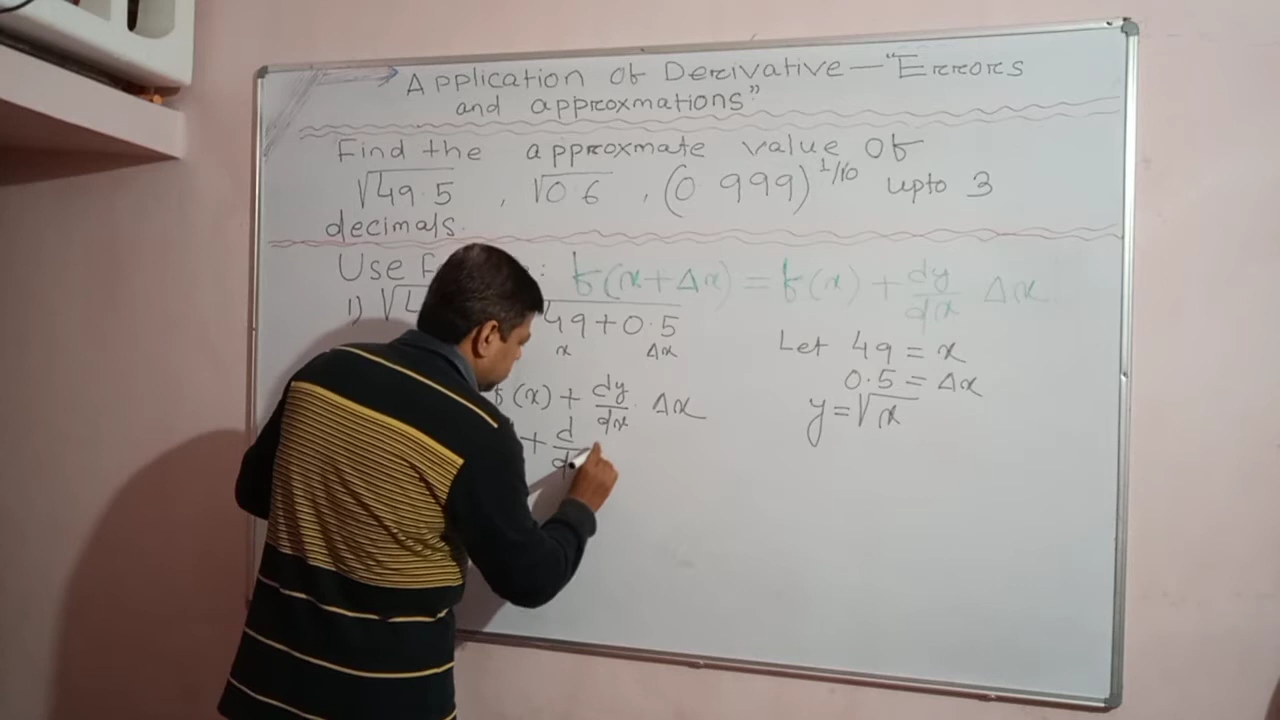 Application of Derivative — "Errors
and approxmations"
Find the approxmate value of
√49.5 , √0.6 , (0.999)^1/10 upto 3
decimals.
Use : f(x+Δx) = f(x) + dy/dx Δx
1) 49+0.5
x Δx
f(x) + dy/dx . Δx
+ d
Let 49 = x
0.5 = Δx
y = √x